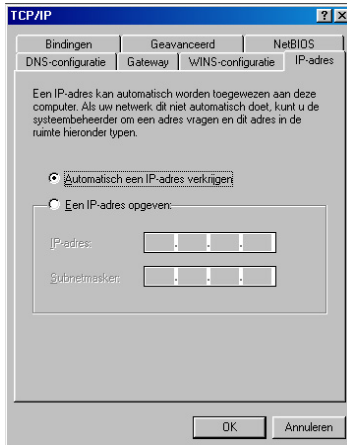 TCP/IP
Bindingen Geavanceerd NetBIOS
DNS-configuratie Gateway WINS-configuratie IP-adres
Een IP-adres kan automatisch worden toegewezen aan deze
computer. Als uw netwerk dit niet automatisch doet, kunt u de
systeembeheerder om een adres vragen en dit adres in de
ruimte hieronder typen.
Automatisch een IP-adres verkrijgen
Een IP-adres opgeven:
IP-adres:
Subnetmasker:
OK Annuleren